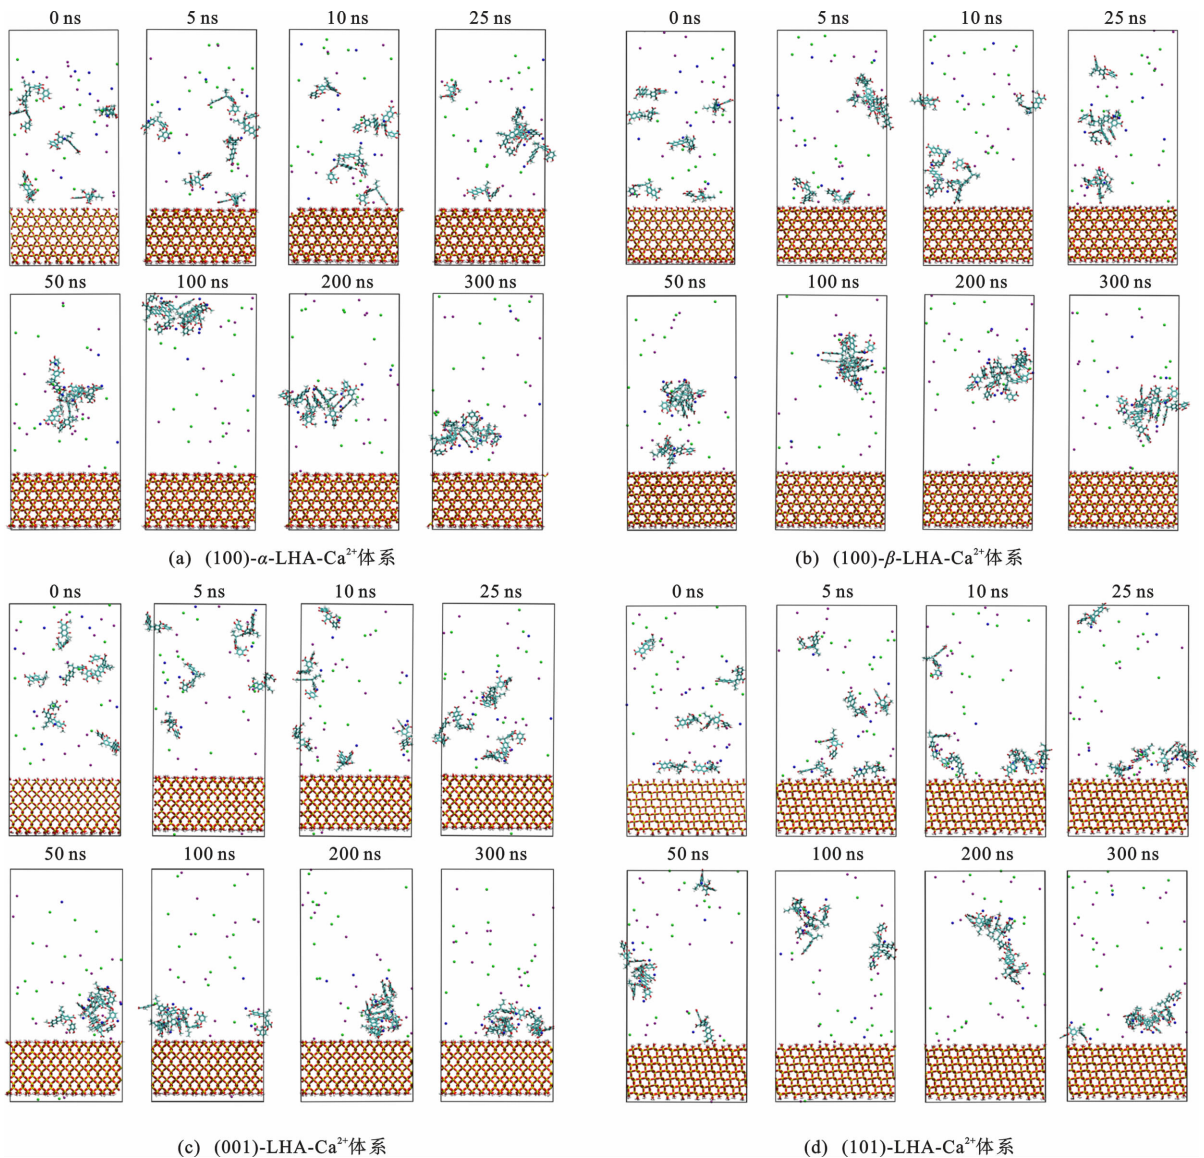 0 ns 5 ns 10 ns 25 ns
50 ns 100 ns 200 ns 300 ns
(a) (100)-α-LHA-Ca²⁺体系
0 ns 5 ns 10 ns 25 ns
50 ns 100 ns 200 ns 300 ns
(b) (100)-β-LHA-Ca²⁺体系
0 ns 5 ns 10 ns 25 ns
50 ns 100 ns 200 ns 300 ns
(c) (001)-LHA-Ca²⁺体系
0 ns 5 ns 10 ns 25 ns
50 ns 100 ns 200 ns 300 ns
(d) (101)-LHA-Ca²⁺体系